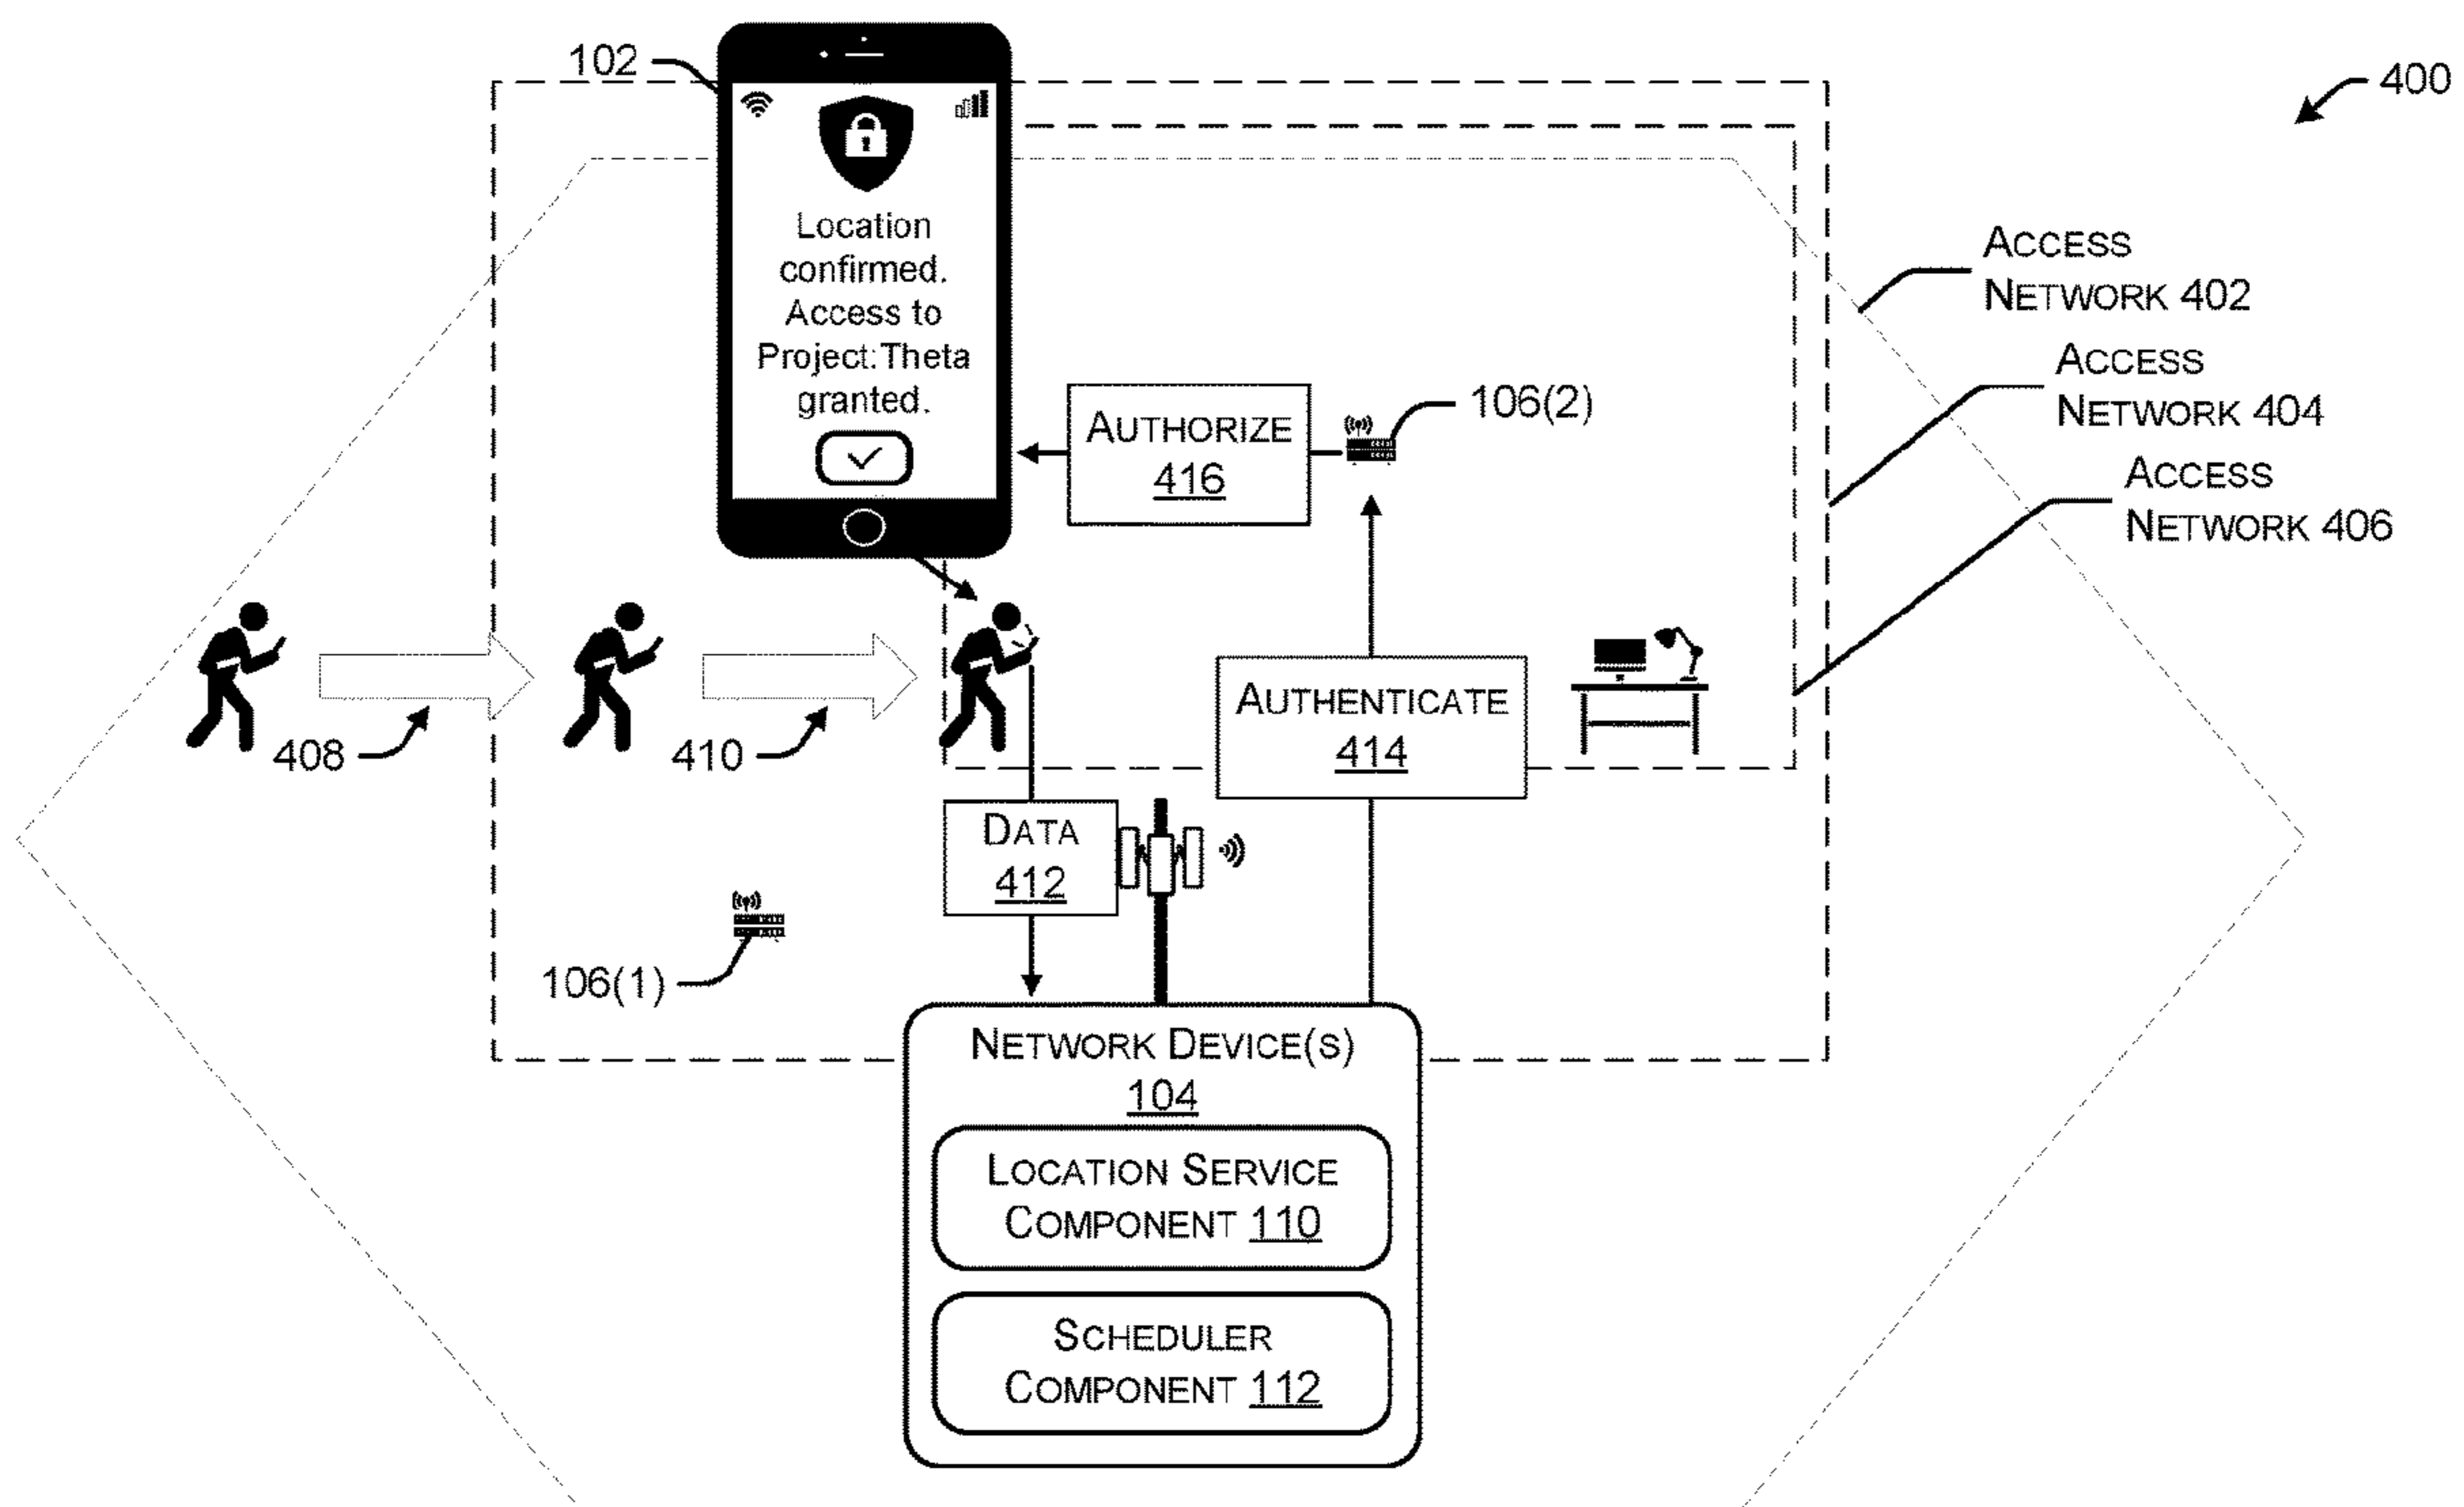 102
400
Location
confirmed.
Access to
Project:Theta
granted.
ACCESS
NETWORK 402
ACCESS
NETWORK 404
ACCESS
NETWORK 406
AUTHORIZE
416
106(2)
408
410
AUTHENTICATE
414
DATA
412
106(1)
NETWORK DEVICE(S)
104
LOCATION SERVICE
COMPONENT 110
SCHEDULER
COMPONENT 112